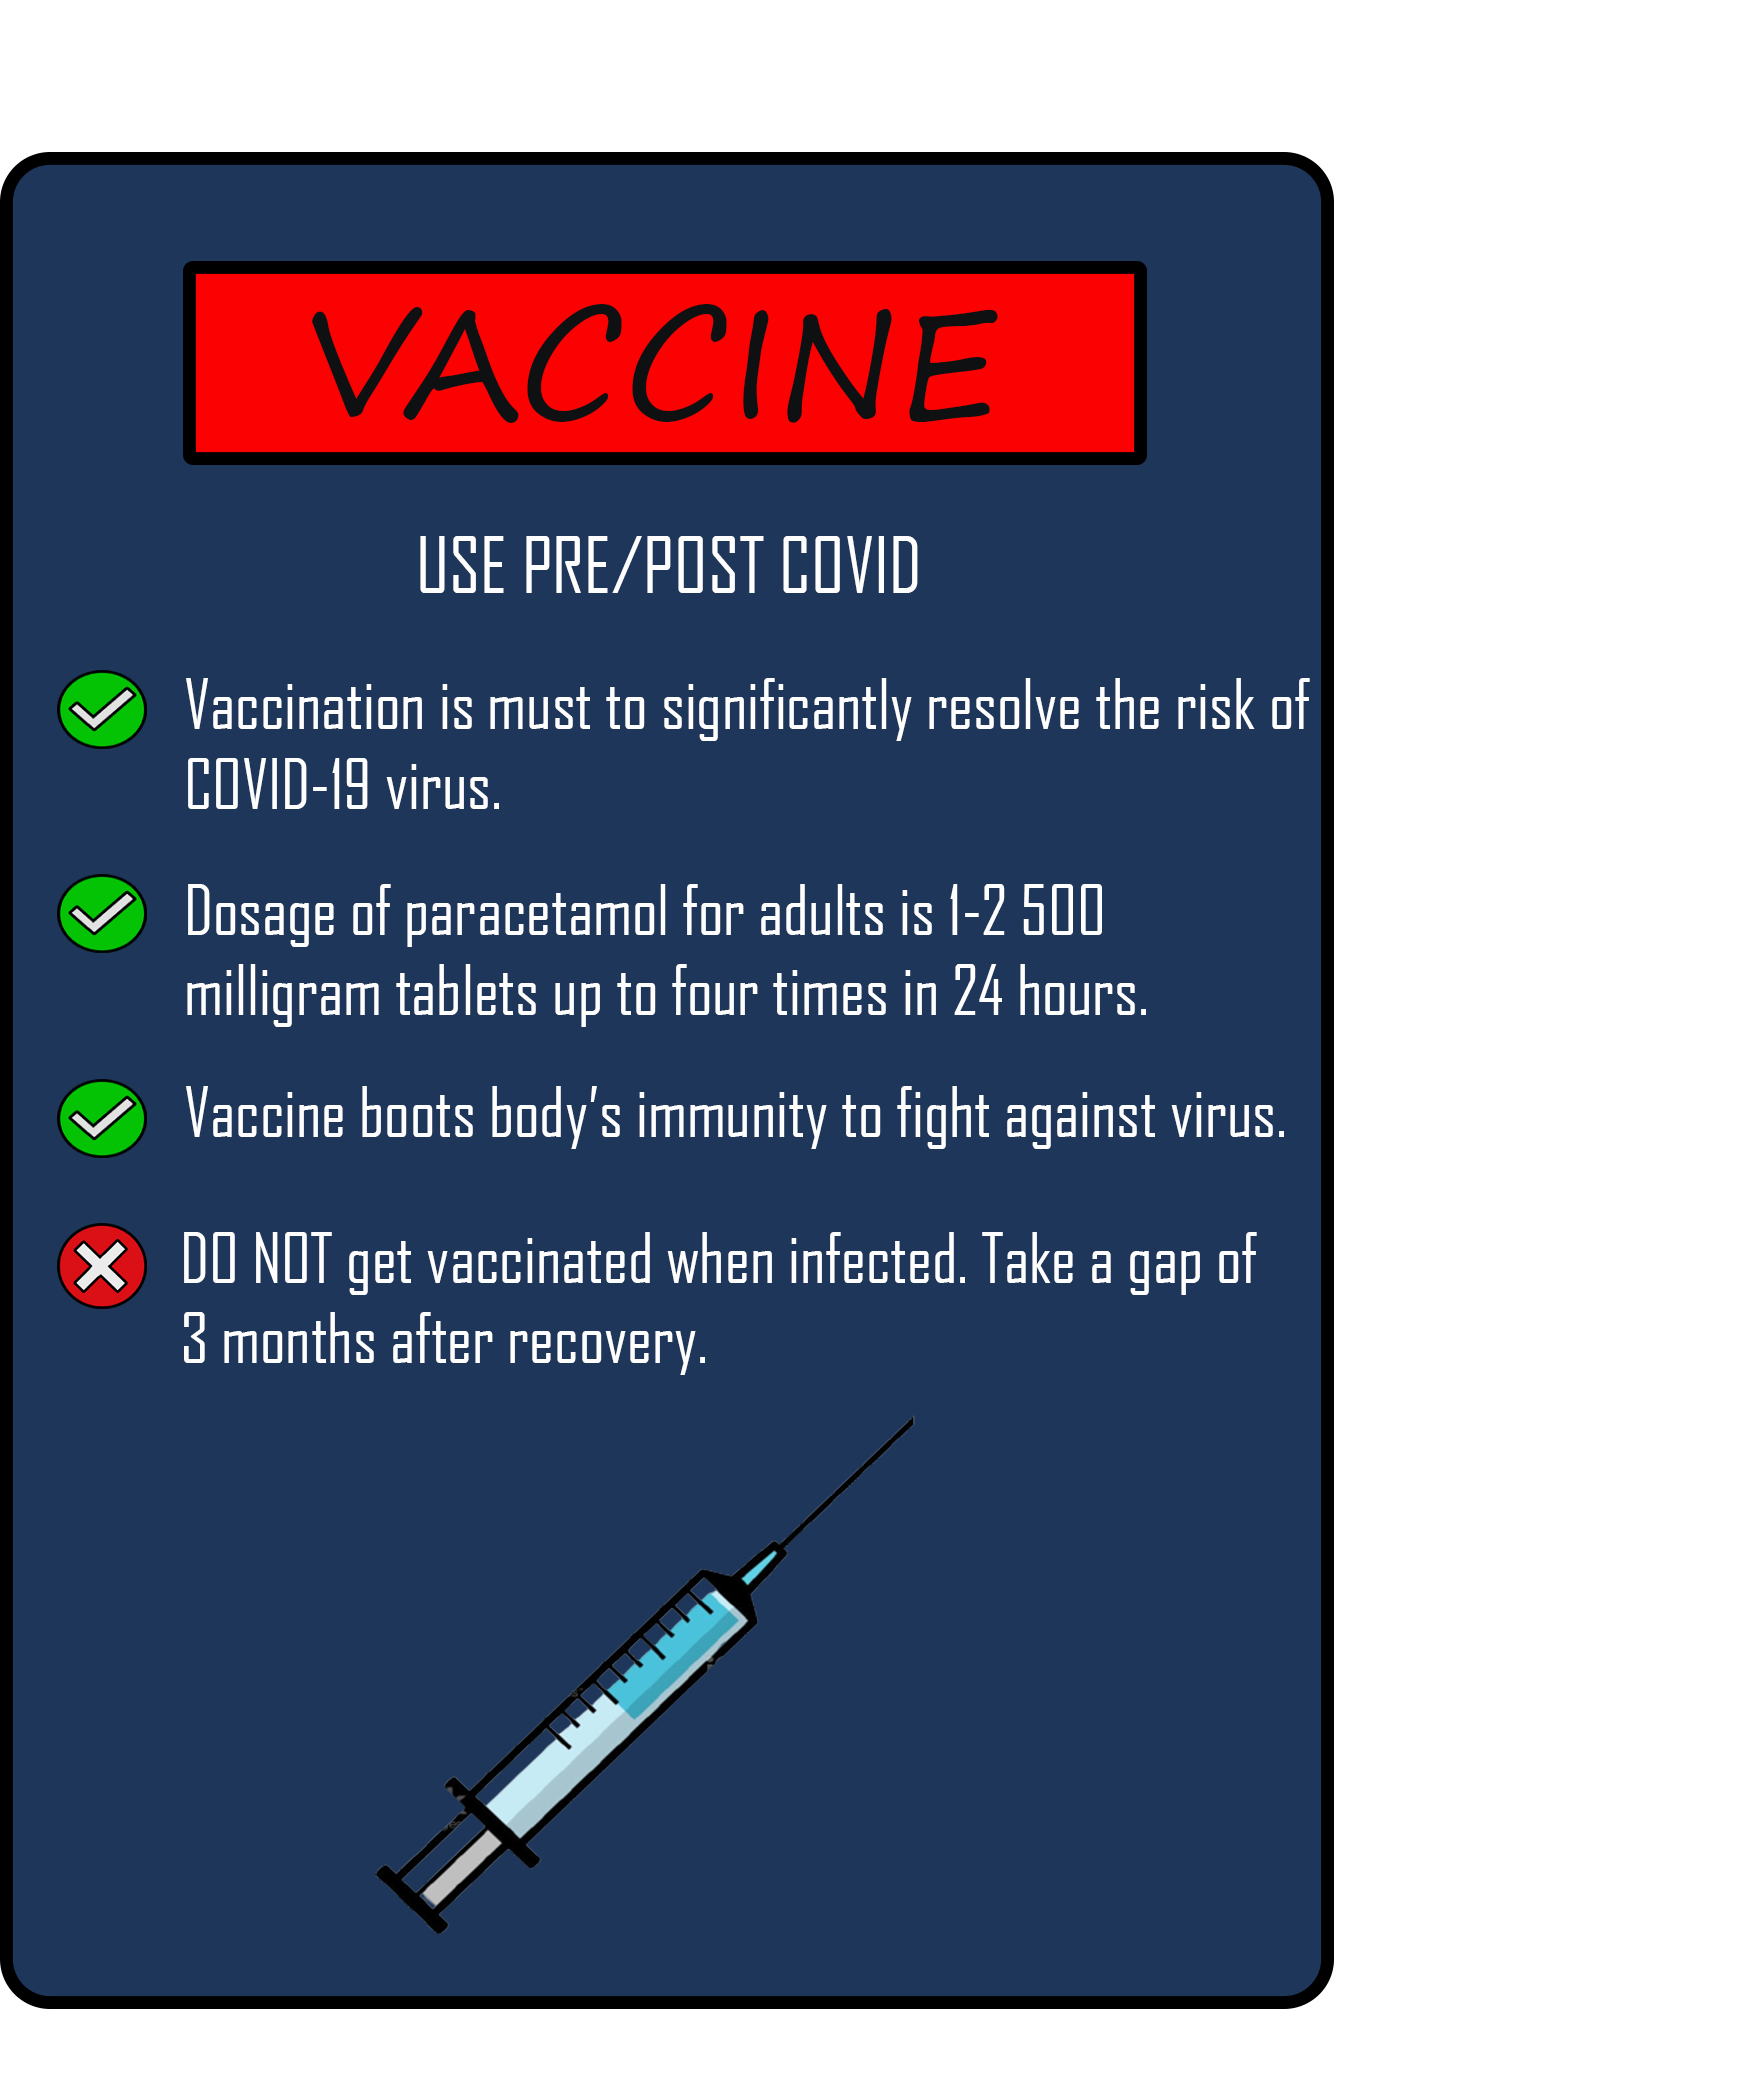 VACCINE
USE PRE/POST COVID
Vaccination is must to significantly resolve the risk of
COVID-19 virus.
Dosage of paracetamol for adults is 1-2 500
milligram tablets up to four times in 24 hours.
Vaccine boots body’s immunity to fight against virus.
DO NOT get vaccinated when infected. Take a gap of
3 months after recovery.